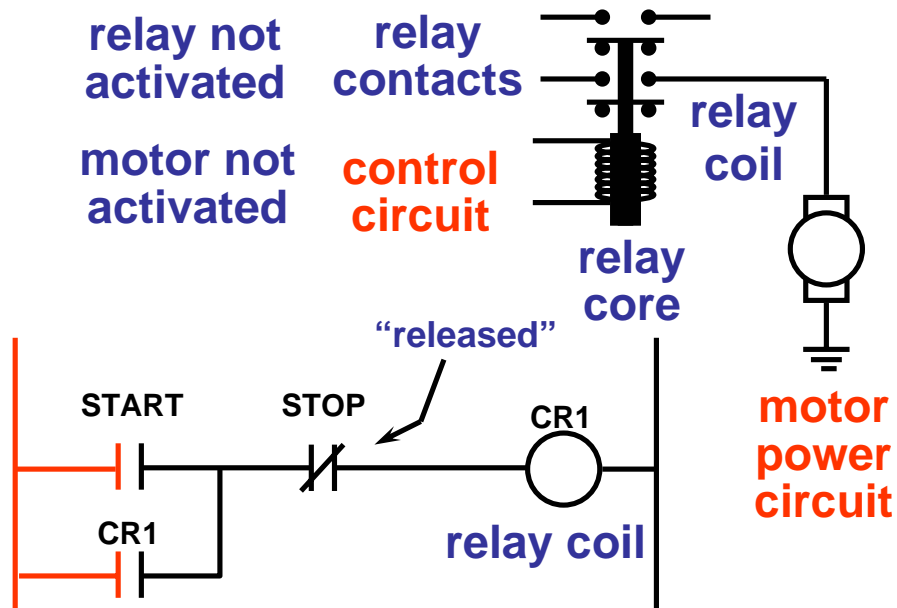 relay not
activated
relay
contacts
relay
coil
motor not
activated
control
circuit
relay
core
“released”
START
STOP
CR1
CR1
relay coil
motor
power
circuit